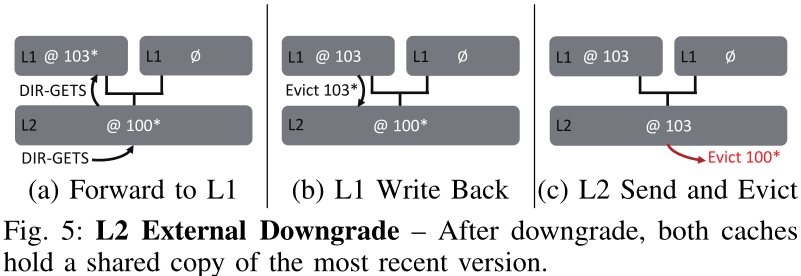 L1 @ 103* L1 Ø
DIR-GETS
L2 @ 100*
DIR-GETS
(a) Forward to L1
L1 @ 103 L1 Ø
Evict 103*
L2 @ 100*
(b) L1 Write Back
L1 @ 103 L1 Ø
L2 @ 103
Evict 100*
(c) L2 Send and Evict
Fig. 5: L2 External Downgrade – After downgrade, both caches
hold a shared copy of the most recent version.